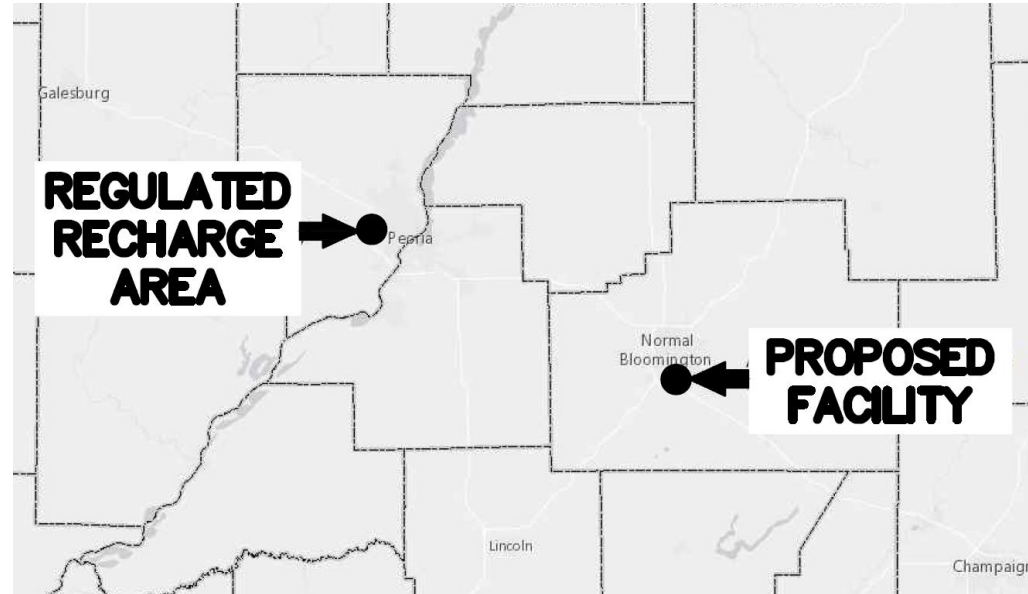 Galesburg
REGULATED
RECHARGE
AREA
Peoria
Normal
Bloomington
PROPOSED
FACILITY
Lincoln
Champaign